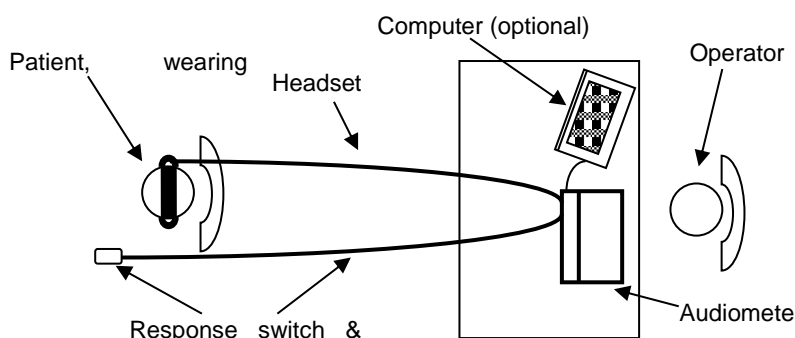 Computer (optional)
Operator
Patient, wearing
Headset
Audiomete
Response switch &